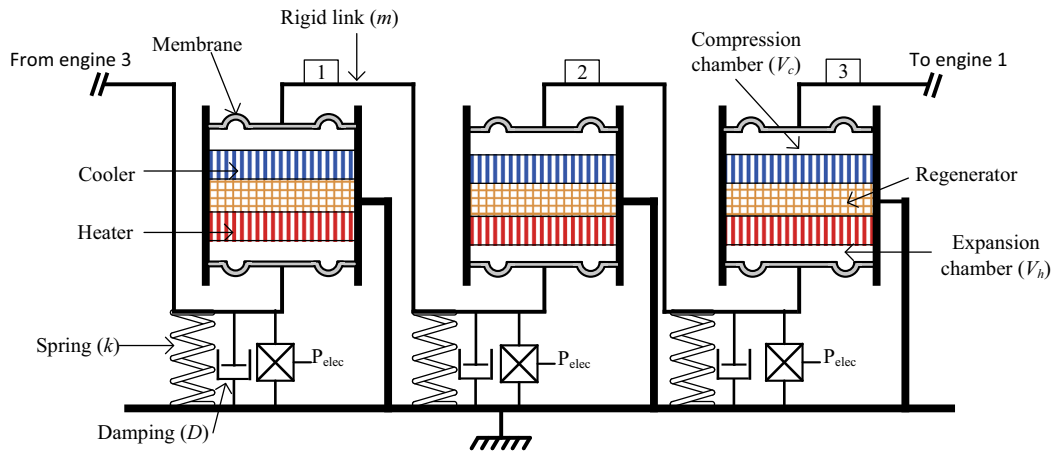 Rigid link (m)
From engine 3
Membrane
1
2
Compression
chamber (Vc)
3
To engine 1
Cooler
Regenerator
Heater
Expansion
chamber (Vh)
Spring (k)
Pelec
Pelec
Pelec
Damping (D)